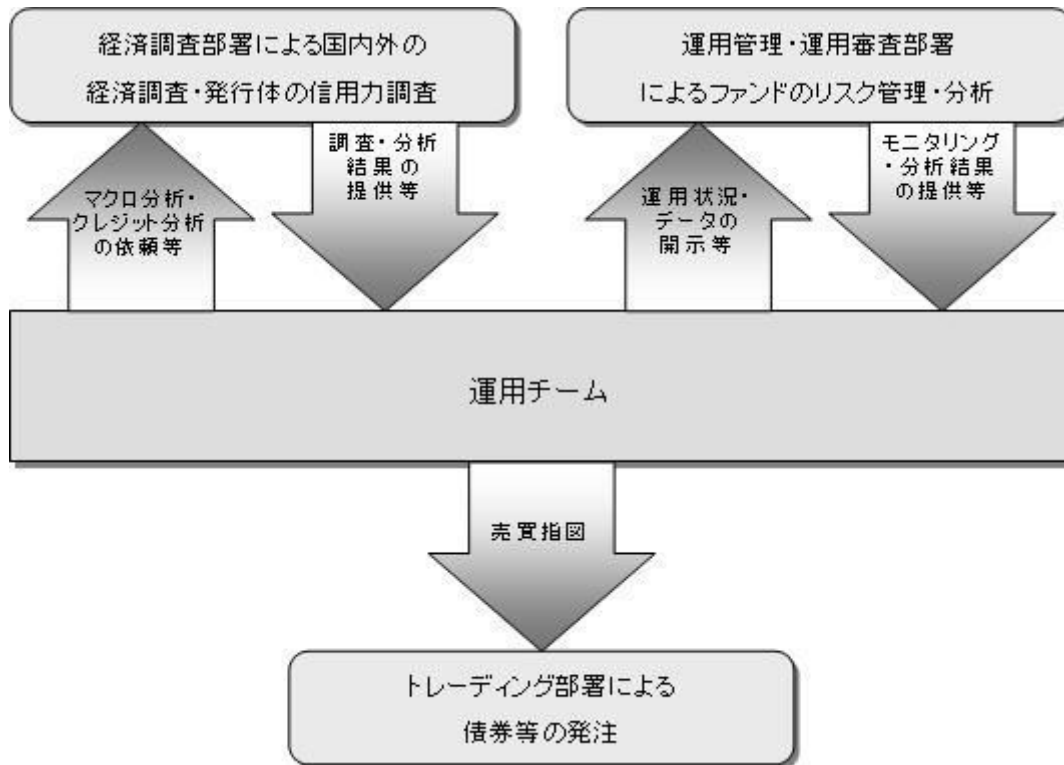 経済調査部署による国内外の
経済調査・発行体の信用力調査
運用管理・運用審査部署
によるファンドのリスク管理・分析
マクロ分析・
クレジット分析
の依頼等
調査・分析
結果の
提供等
運用状況・
データの
開示等
モニタリング
・分析結果
の提供等
運用チーム
売買指図
トレーディング部署による
債券等の発注